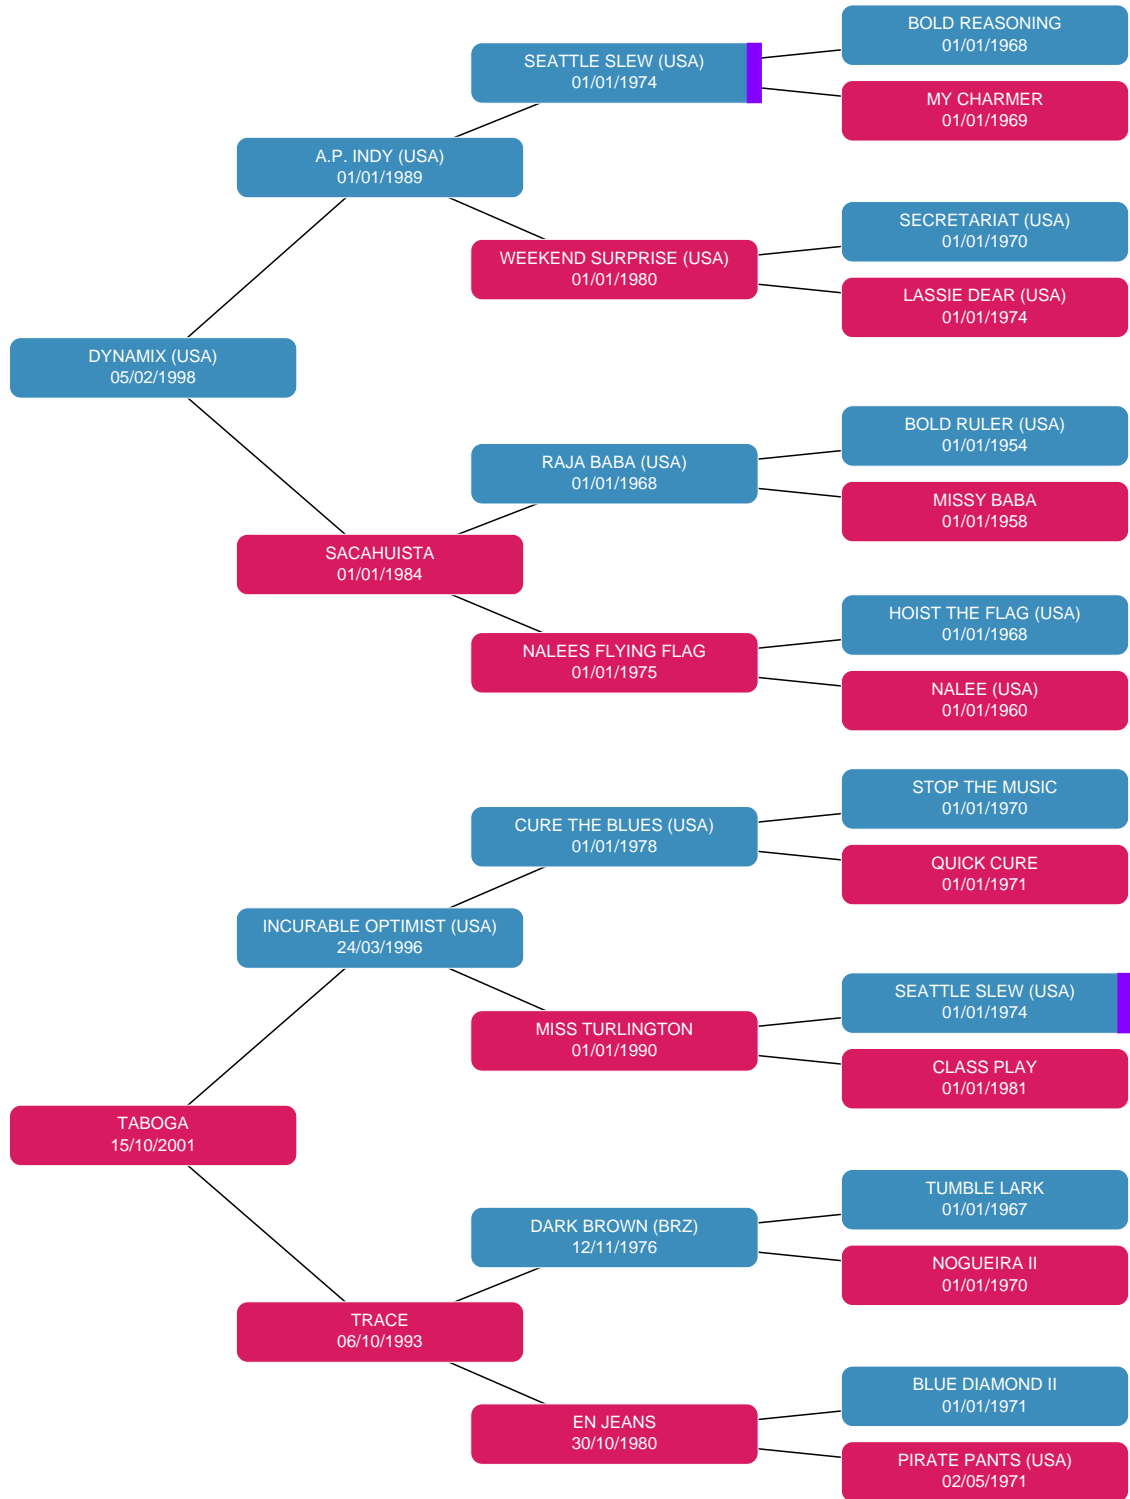 BOLD REASONING
01/01/1968
SEATTLE SLEW (USA)
01/01/1974
MY CHARMER
01/01/1969
A.P. INDY (USA)
01/01/1989
SECRETARIAT (USA)
01/01/1970
WEEKEND SURPRISE (USA)
01/01/1980
LASSIE DEAR (USA)
01/01/1974
DYNAMIX (USA)
05/02/1998
BOLD RULER (USA)
01/01/1954
RAJA BABA (USA)
01/01/1968
MISSY BABA
01/01/1958
SACAHUISTA
01/01/1984
HOIST THE FLAG (USA)
01/01/1968
NALEES FLYING FLAG
01/01/1975
NALEE (USA)
01/01/1960
STOP THE MUSIC
01/01/1970
CURE THE BLUES (USA)
01/01/1978
QUICK CURE
01/01/1971
INCURABLE OPTIMIST (USA)
24/03/1996
SEATTLE SLEW (USA)
01/01/1974
MISS TURLINGTON
01/01/1990
CLASS PLAY
01/01/1981
TABOGA
15/10/2001
TUMBLE LARK
01/01/1967
DARK BROWN (BRZ)
12/11/1976
NOGUEIRA II
01/01/1970
TRACE
06/10/1993
BLUE DIAMOND II
01/01/1971
EN JEANS
30/10/1980
PIRATE PANTS (USA)
02/05/1971